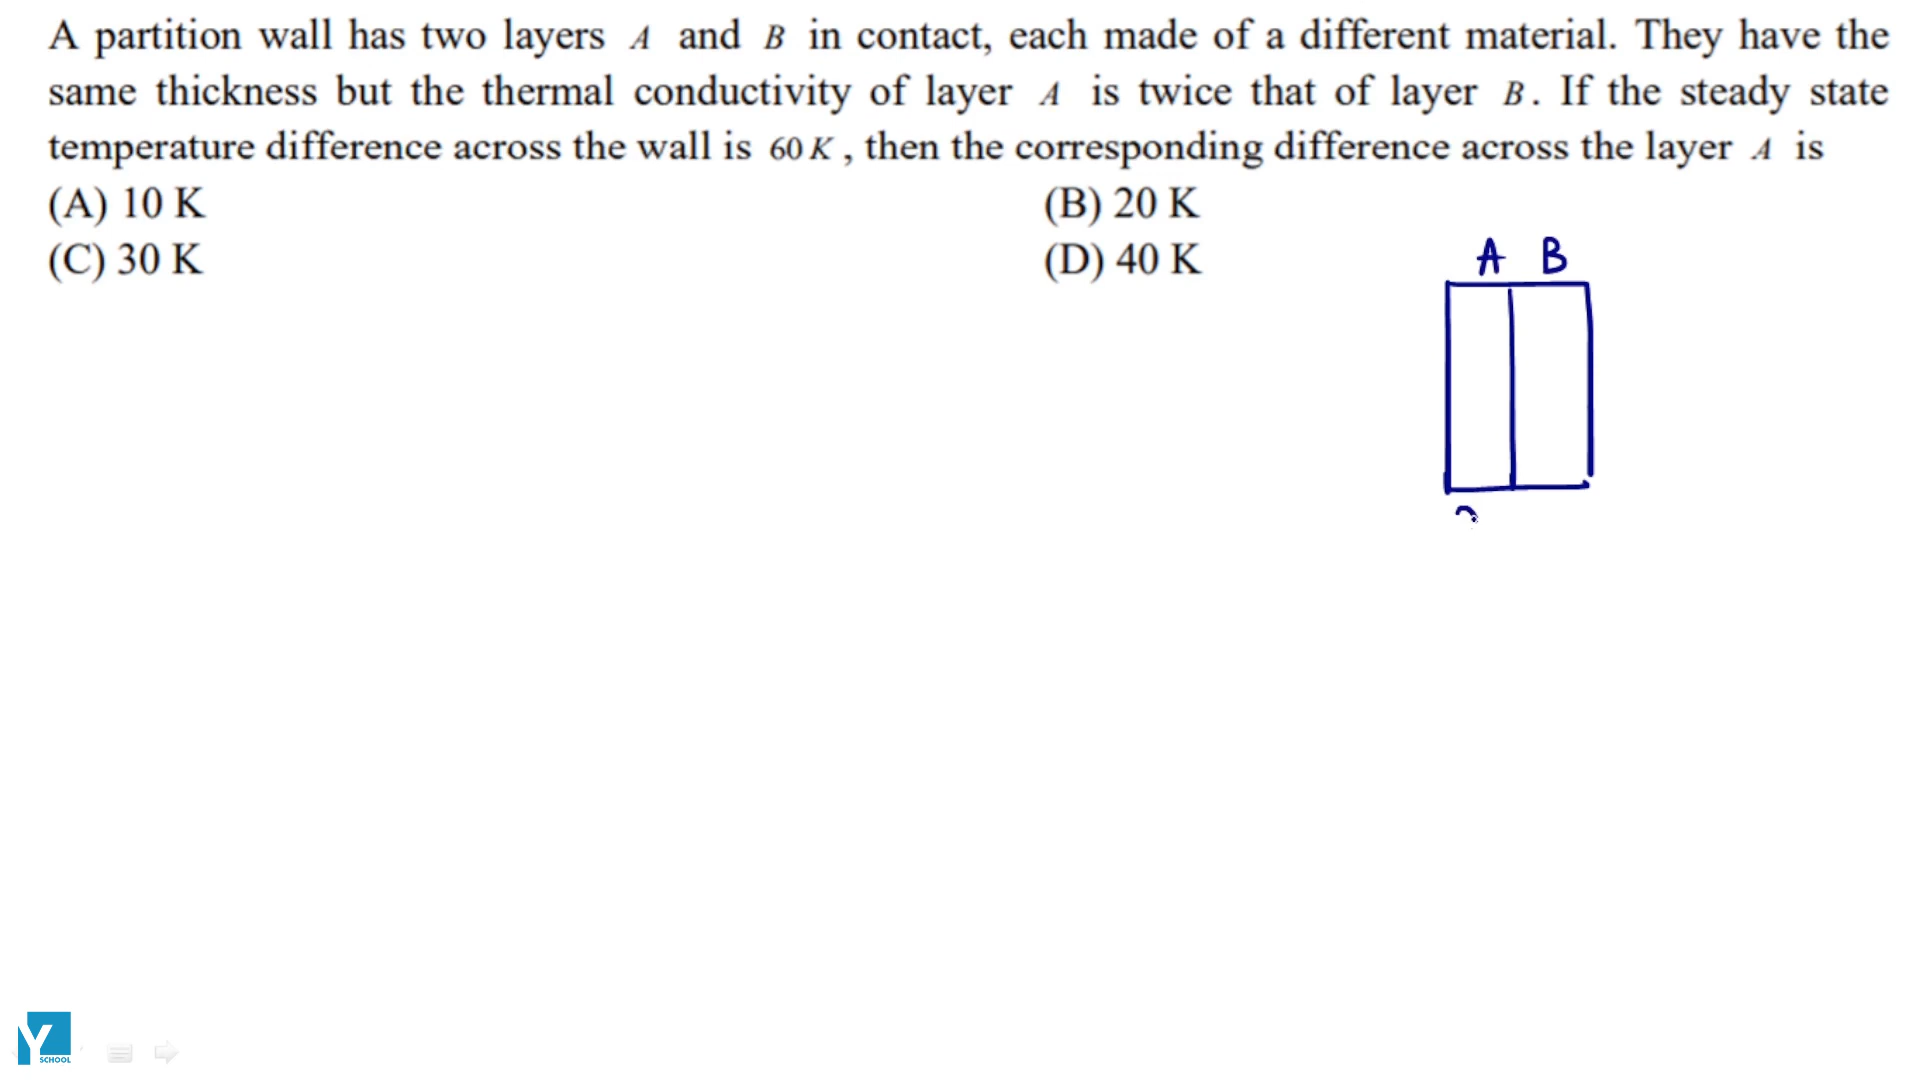 A partition wall has two layers A and B in contact, each made of a different material. They have the
same thickness but the thermal conductivity of layer A is twice that of layer B. If the steady state
temperature difference across the wall is 60 K, then the corresponding difference across the layer A is
(A) 10 K (B) 20 K
(C) 30 K (D) 40 K
A B
Y
SCHOOL